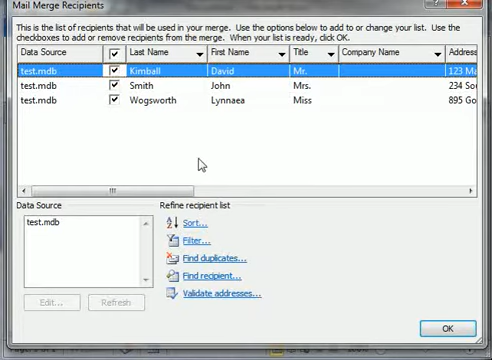 Mail Merge Recipients
This is the list of recipients that will be used in your merge. Use the options below to add to or change your list. Use the
checkboxes to add or remove recipients from the merge. When your list is ready, click OK.
Data Source Last Name First Name Title Company Name Address
test.mdb Kimball David Mr. 123 Ma
test.mdb Smith John Mrs. 234 So
test.mdb Wogsworth Lynnaea Miss 895 Go
Data Source Refine recipient list
test.mdb
Sort...
Filter...
Find duplicates...
Find recipient...
Validate addresses...
Edit... Refresh
OK